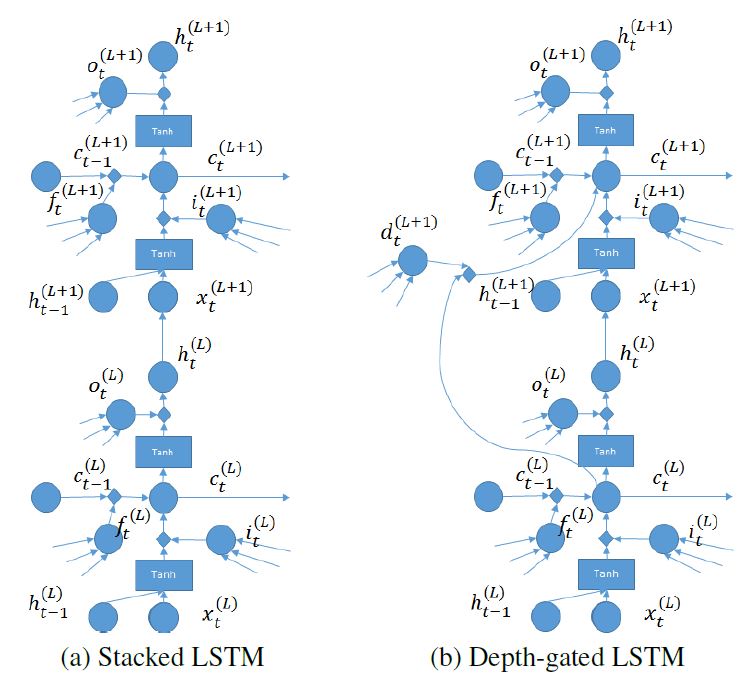 h_t^(L+1)
o_t^(L+1)
Tanh
c_{t-1}^(L+1)
c_t^(L+1)
f_t^(L+1)
i_t^(L+1)
Tanh
h_{t-1}^(L+1)
x_t^(L+1)
h_t^(L)
o_t^(L)
Tanh
c_{t-1}^(L)
c_t^(L)
f_t^(L)
i_t^(L)
Tanh
h_{t-1}^(L)
x_t^(L)
(a) Stacked LSTM
h_t^(L+1)
o_t^(L+1)
Tanh
c_{t-1}^(L+1)
c_t^(L+1)
f_t^(L+1)
i_t^(L+1)
d_t^(L+1)
Tanh
h_{t-1}^(L+1)
x_t^(L+1)
h_t^(L)
o_t^(L)
Tanh
c_{t-1}^(L)
c_t^(L)
f_t^(L)
i_t^(L)
Tanh
h_{t-1}^(L)
x_t^(L)
(b) Depth-gated LSTM